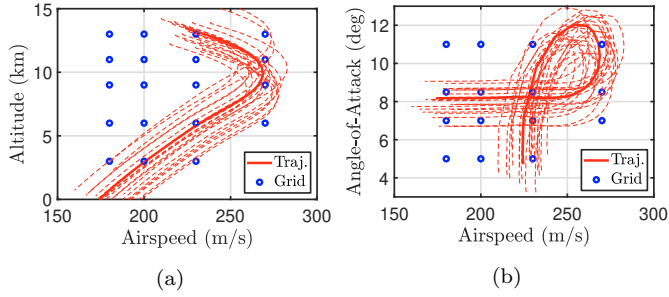 Altitude (km)
15
10
5
0
Traj.
Grid
150
200
250
300
Airspeed (m/s)
(a)
Angle-of-Attack (deg)
12
10
8
6
4
Traj.
Grid
150
200
250
300
Airspeed (m/s)
(b)